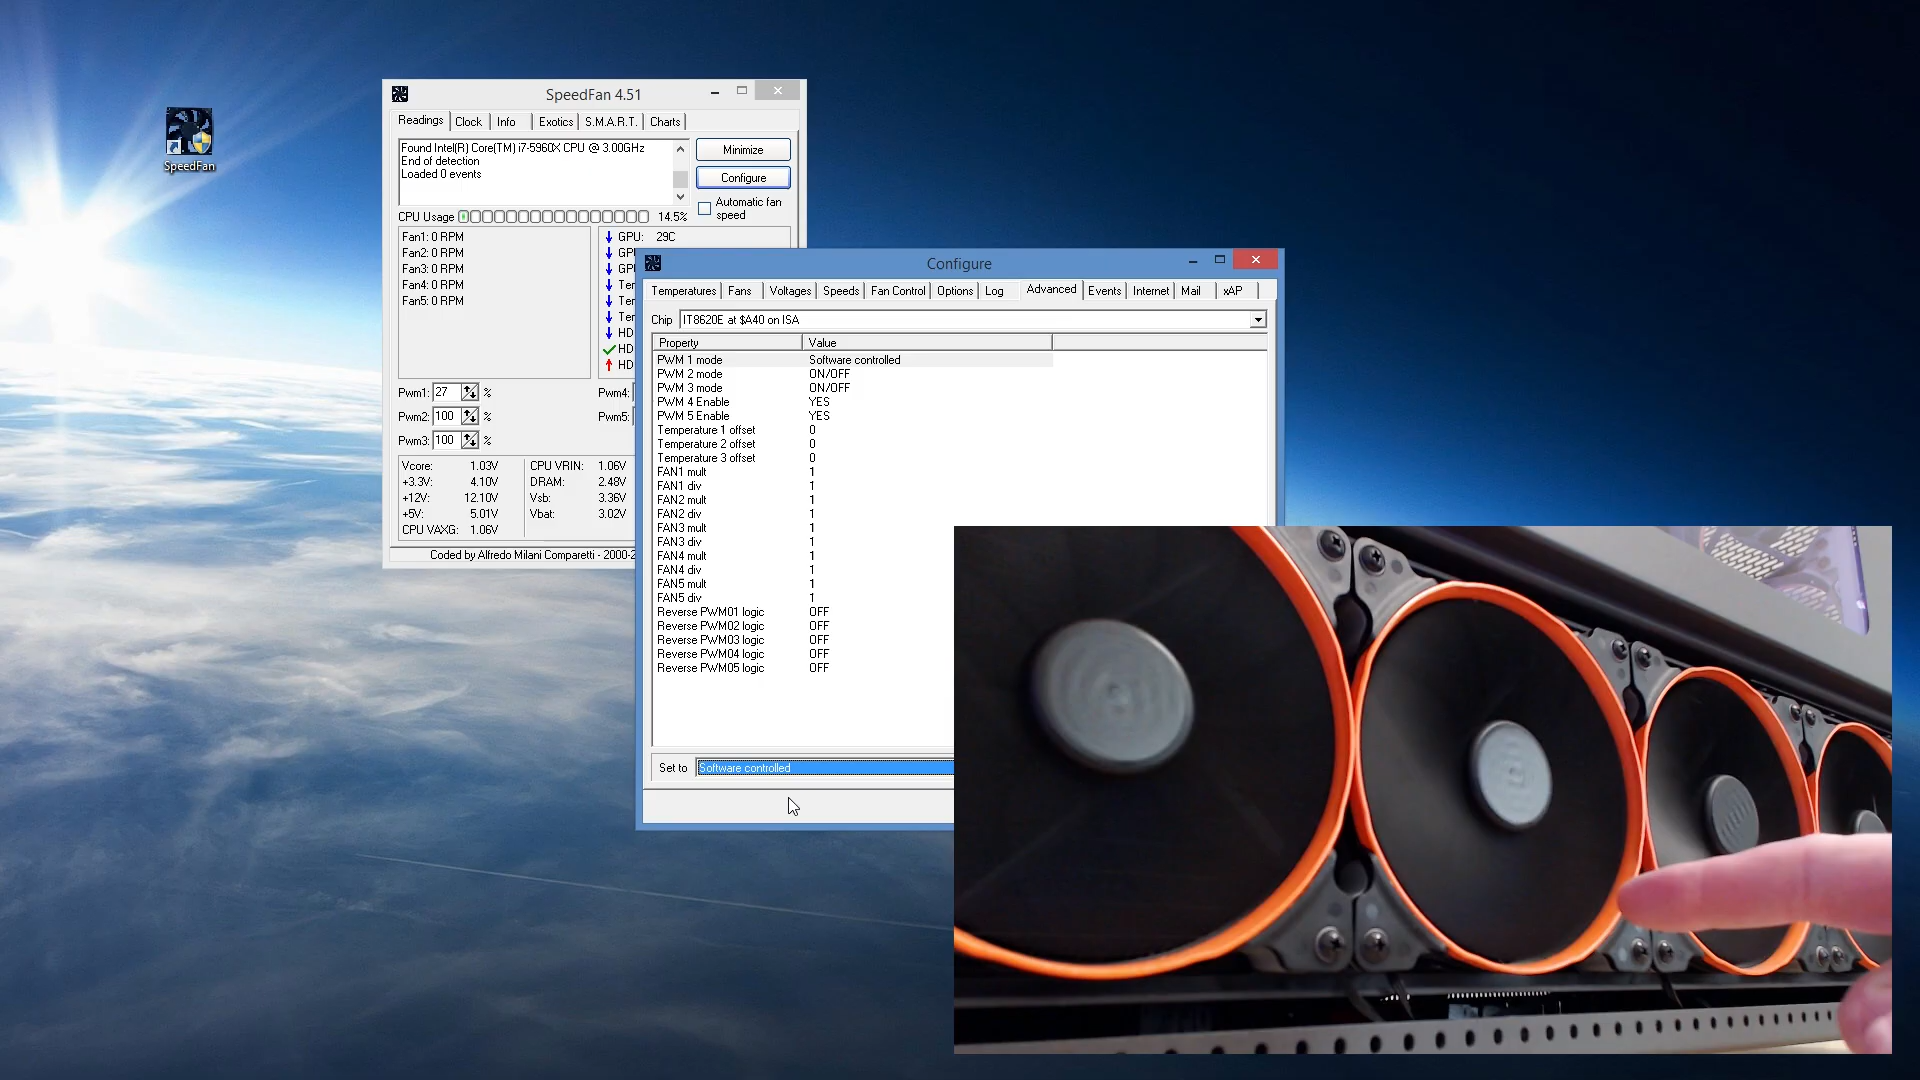 SpeedFan
SpeedFan 4.51
Readings Clock Info Exotics S.M.A.R.T. Charts
Found Intel(R) Core(TM) i7-5960X CPU @ 3.00GHz
End of detection
Loaded 0 events
Minimize
Configure
Automatic fan
speed
CPU Usage 14.5%
Fan1: 0 RPM
Fan2: 0 RPM
Fan3: 0 RPM
Fan4: 0 RPM
Fan5: 0 RPM
GPU: 29C
HD
HD
HD
Pwm1: 27 %
Pwm2: 100 %
Pwm3: 100 %
Pwm4:
Pwm5:
Vcore: 1.03V
+3.3V: 4.10V
+12V: 12.10V
+5V: 5.01V
CPU VAXG: 1.06V
CPU VRIN: 1.06V
DRAM: 2.48V
Vsb: 3.36V
Vbat: 3.02V
Coded by Alfredo Milani Comparetti - 2000-2
Configure
Temperatures Fans Voltages Speeds Fan Control Options Log Advanced Events Internet Mail xAP
Chip IT8620E at $A40 on ISA
Property Value
PWM 1 mode Software controlled
PWM 2 mode ON/OFF
PWM 3 mode ON/OFF
PWM 4 Enable YES
PWM 5 Enable YES
Temperature 1 offset 0
Temperature 2 offset 0
Temperature 3 offset 0
FAN1 mult 1
FAN1 div 1
FAN2 mult 1
FAN2 div 1
FAN3 mult 1
FAN3 div 1
FAN4 mult 1
FAN4 div 1
FAN5 mult 1
FAN5 div 1
Reverse PWM01 logic OFF
Reverse PWM02 logic OFF
Reverse PWM03 logic OFF
Reverse PWM04 logic OFF
Reverse PWM05 logic OFF
Set to Software controlled